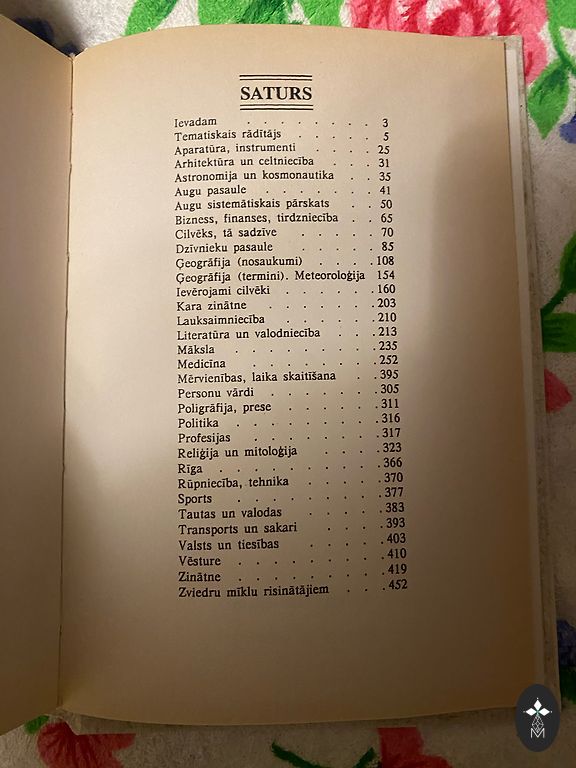 SATURS
Ievadam . . . . . . . . 3
Tematiskais rādītājs . . . . . 5
Aparatūra, instrumenti . . . . 25
Arhitektūra un celtniecība . . . 31
Astronomija un kosmonautika . . 35
Augu pasaule . . . . . . . 41
Augu sistemātiskais pārskats . . 50
Bizness, finanses, tirdzniecība . . 65
Cilvēks, tā sadzīve . . . . . 70
Dzīvnieku pasaule . . . . . . 85
Ģeogrāfija (nosaukumi) . . . . 108
Ģeogrāfija (termini). Meteoroloģija 154
Ievērojami cilvēki . . . . . . 160
Kara zinātne . . . . . . . 203
Lauksaimniecība . . . . . . 210
Literatūra un valodniecība . . . 213
Māksla . . . . . . . . 235
Medicīna . . . . . . . . 252
Mērvienības, laika skaitīšana . . 395
Personu vārdi . . . . . . . 305
Poligrāfija, prese . . . . . . 311
Politika . . . . . . . . 316
Profesijas . . . . . . . 317
Reliģija un mitoloģija . . . . 323
Rīga . . . . . . . . . 366
Rūpniecība, tehnika . . . . . 370
Sports . . . . . . . . 377
Tautas un valodas . . . . . 383
Transports un sakari . . . . 393
Valsts un tiesības . . . . . 403
Vēsture . . . . . . . . 410
Zinātne . . . . . . . . 419
Zviedru mīklu risinātājiem . . . 452
M